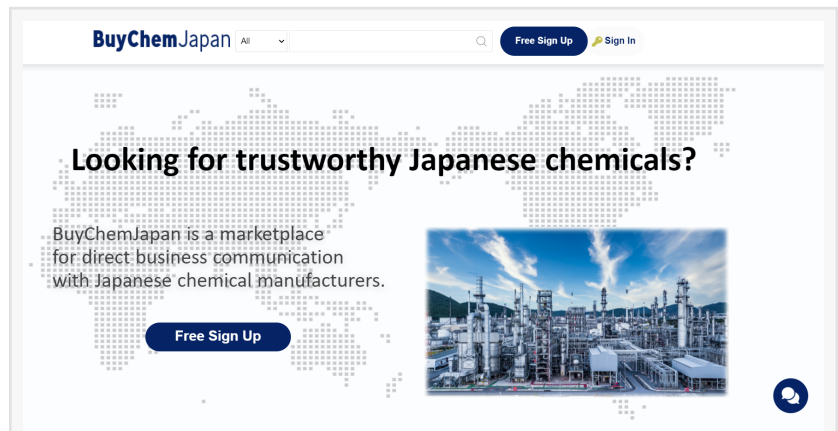 BuyChemJapan All Free Sign Up Sign In
Looking for trustworthy Japanese chemicals?
BuyChemJapan is a marketplace
for direct business communication
with Japanese chemical manufacturers.
Free Sign Up